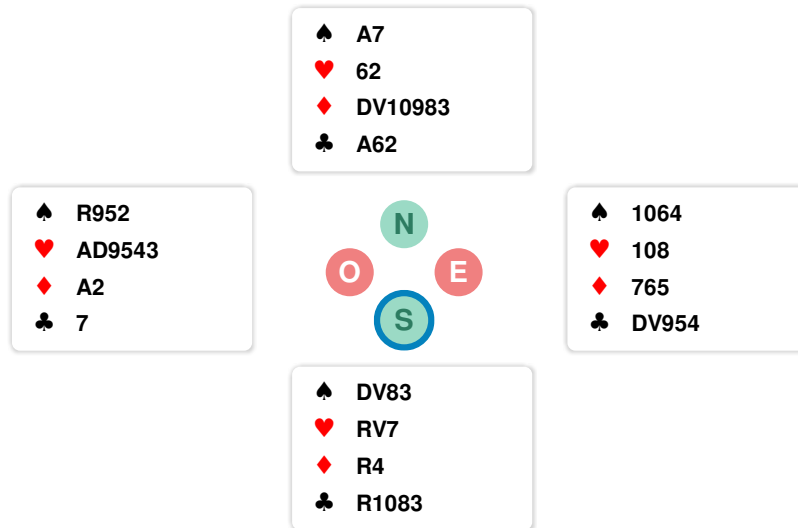 ♠ A7
♥ 62
♦ DV10983
♣ A62
♠ R952
♥ AD9543
♦ A2
♣ 7
N
O E
S
♠ 1064
♥ 108
♦ 765
♣ DV954
♠ DV83
♥ RV7
♦ R4
♣ R1083